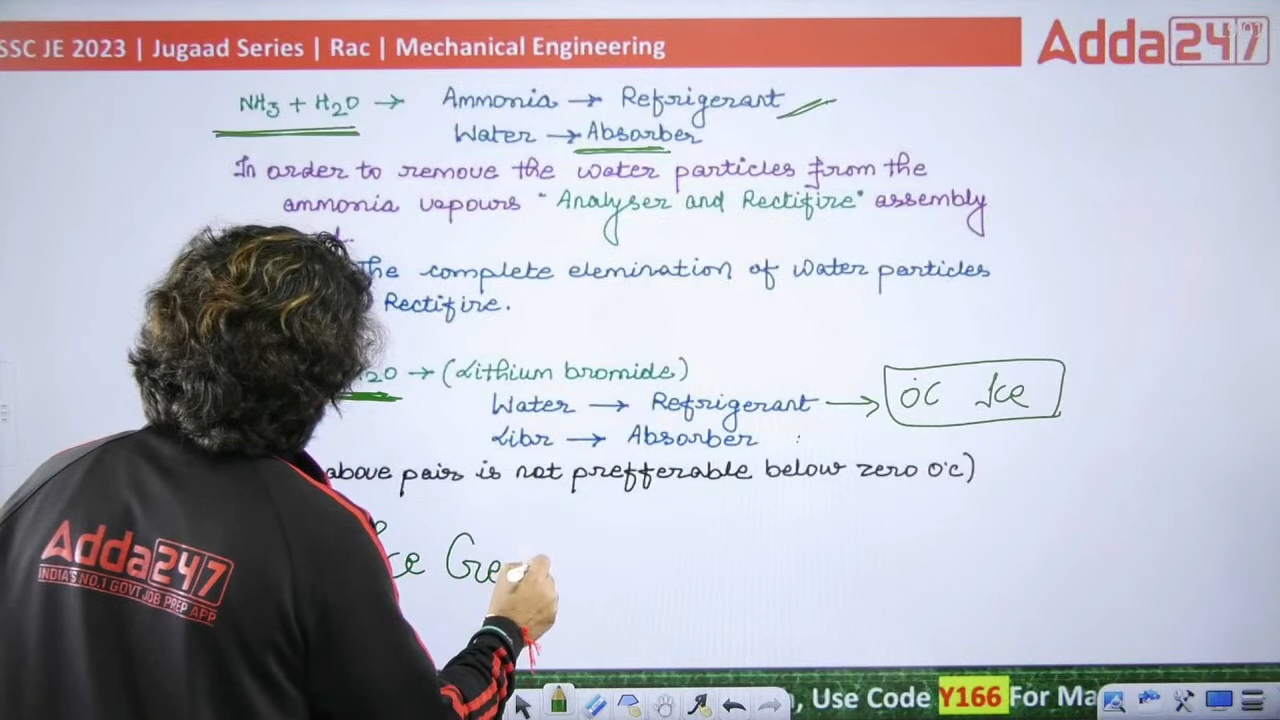 SSC JE 2023 | Jugaad Series | Rac | Mechanical Engineering
Adda247
NH3 + H2O → Ammonia → Refrigerant
Water → Absorber
In order to remove the water particles from the
ammonia vapours "Analyser and Rectifire" assembly
the complete elemination of water particles
Rectifire.
2O → (Lithium bromide)
Water → Refrigerant → 0°C Ice
Libr → Absorber
above pair is not prefferable below zero 0°c)
Ge
Adda247
INDIA'S NO.1 GOVT JOB PREP APP
, Use Code Y166 For Ma